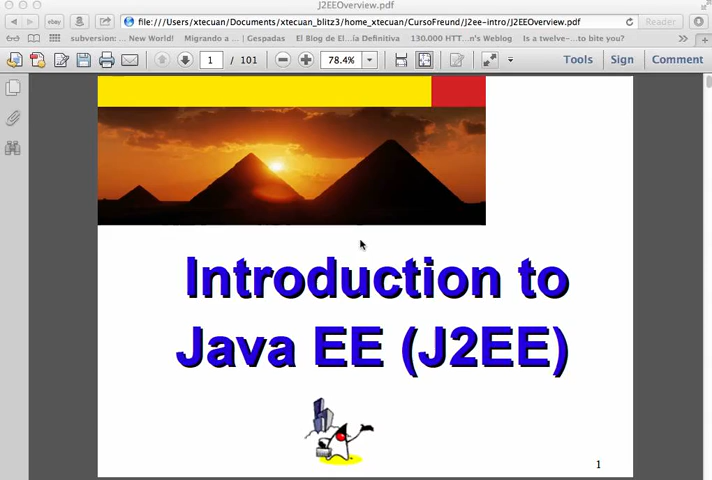 J2EEOverview.pdf
file:///Users/xtecuan/Documents/xtecuan_blitz3/home_xtecuan/CursoFreund/J2ee-intro/J2EEOverview.pdf
Reader
subversion: ... New World!
Migrando a ... | Gespadas
El Blog de El...ía Definitiva
130.000 HTT...n's Weblog
Is a twelve-...to bite you?
1 / 101
78.4%
Tools
Sign
Comment
Introduction to
Java EE (J2EE)
1